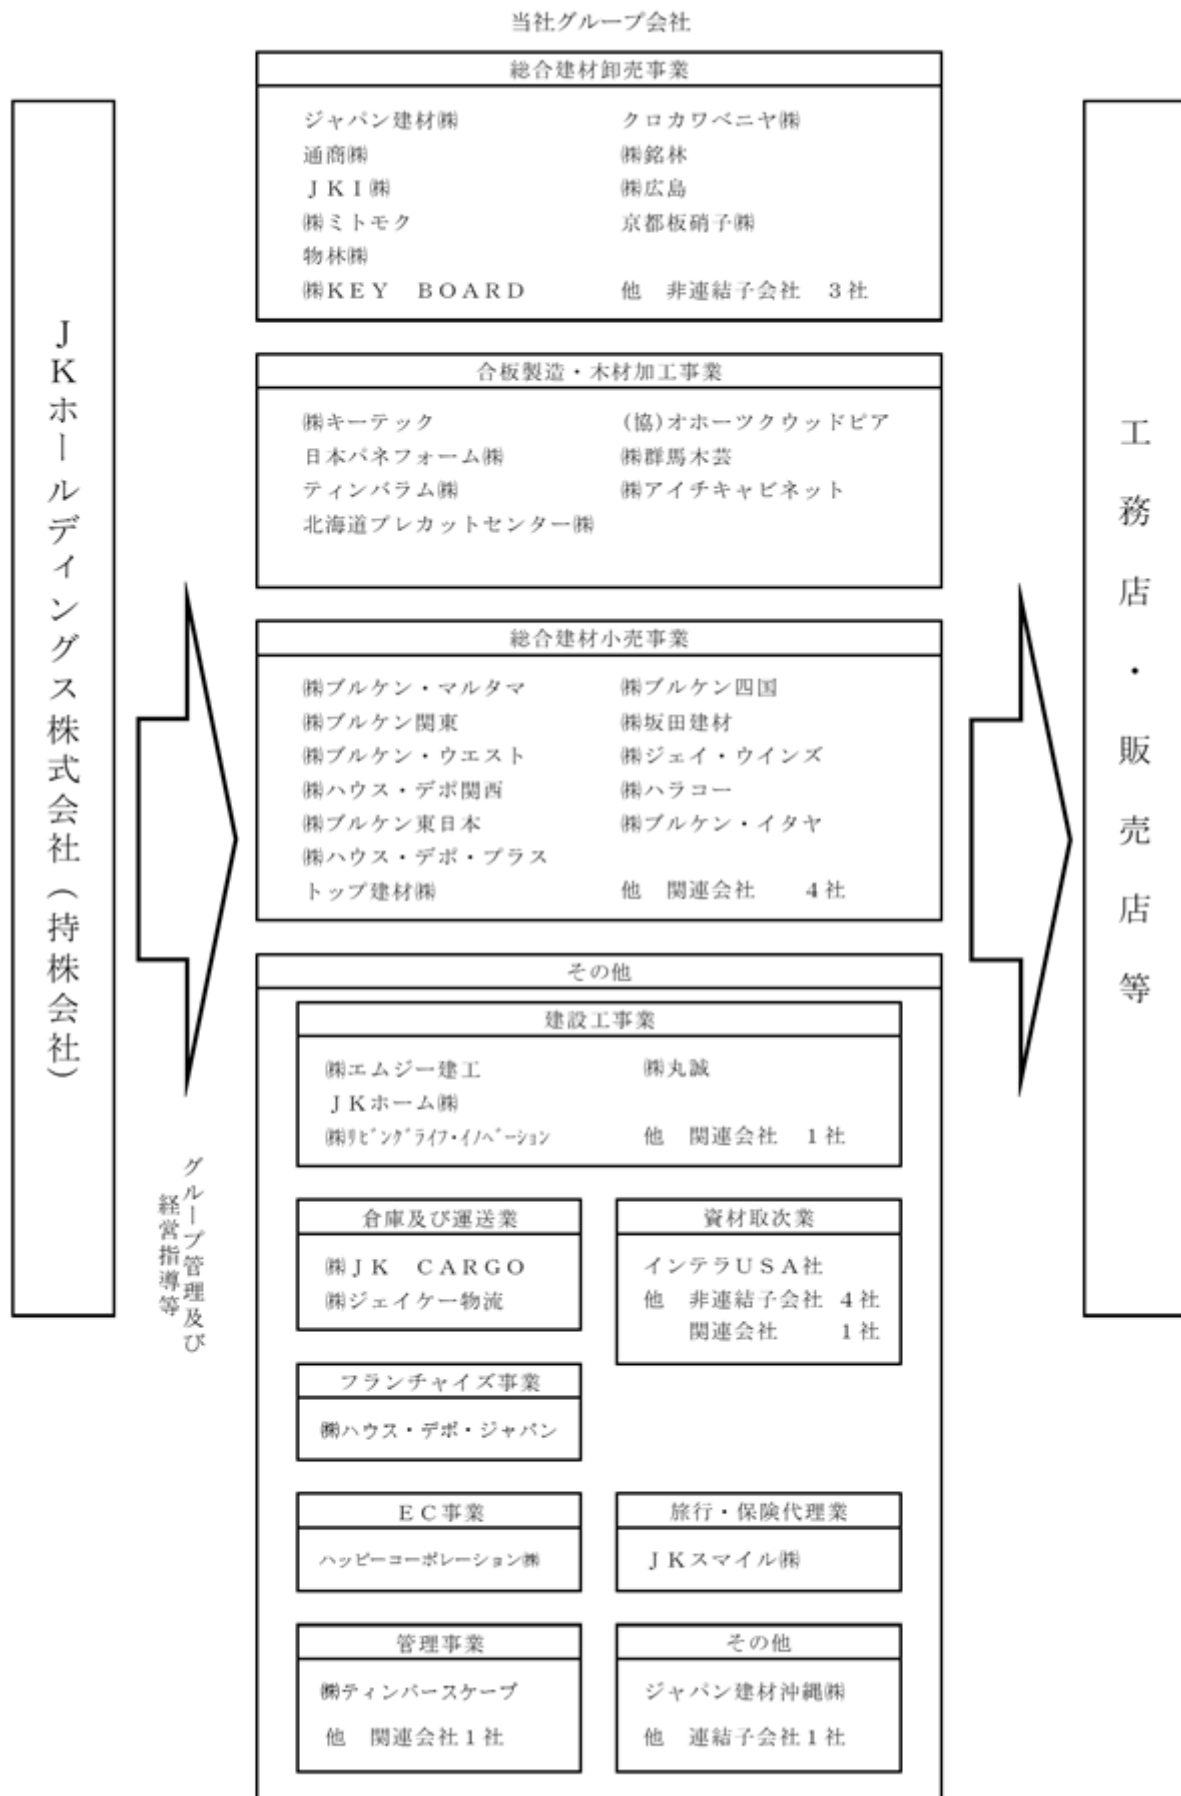 当社グループ会社
JKホールディングス株式会社(持株会社)
グループ管理及び
経営指導等
総合建材卸売事業
ジャパン建材㈱　クロカワベニヤ㈱
通商㈱　㈱銘林
JKI㈱　㈱広島
㈱ミトモク　京都板硝子㈱
物林㈱
㈱KEY　BOARD　他　非連結子会社　3社
合板製造・木材加工事業
㈱キーテック　(協)オホーツクウッドピア
日本パネフォーム㈱　㈱群馬木芸
ティンバラム㈱　㈱アイチキャビネット
北海道プレカットセンター㈱
総合建材小売事業
㈱ブルケン・マルタマ　㈱ブルケン四国
㈱ブルケン関東　㈱坂田建材
㈱ブルケン・ウエスト　㈱ジェイ・ウインズ
㈱ハウス・デポ関西　㈱ハラコー
㈱ブルケン東日本　㈱ブルケン・イタヤ
㈱ハウス・デポ・プラス
トップ建材㈱　他　関連会社　4社
その他
建設工事業
㈱エムジー建工　㈱丸誠
JKホーム㈱
㈱ﾘﾋﾞﾝｸﾞﾗｲﾌ･ｲﾉﾍﾞｰｼｮﾝ　他　関連会社　1社
倉庫及び運送業
㈱JK　CARGO
㈱ジェイケー物流
資材取次業
インテラUSA社
他　非連結子会社　4社
関連会社　1社
フランチャイズ事業
㈱ハウス・デポ・ジャパン
EC事業
ハッピーコーポレーション㈱
旅行・保険代理業
JKスマイル㈱
管理事業
㈱ティンバースケープ
他　関連会社1社
その他
ジャパン建材沖縄㈱
他　連結子会社1社
工務店・販売店等